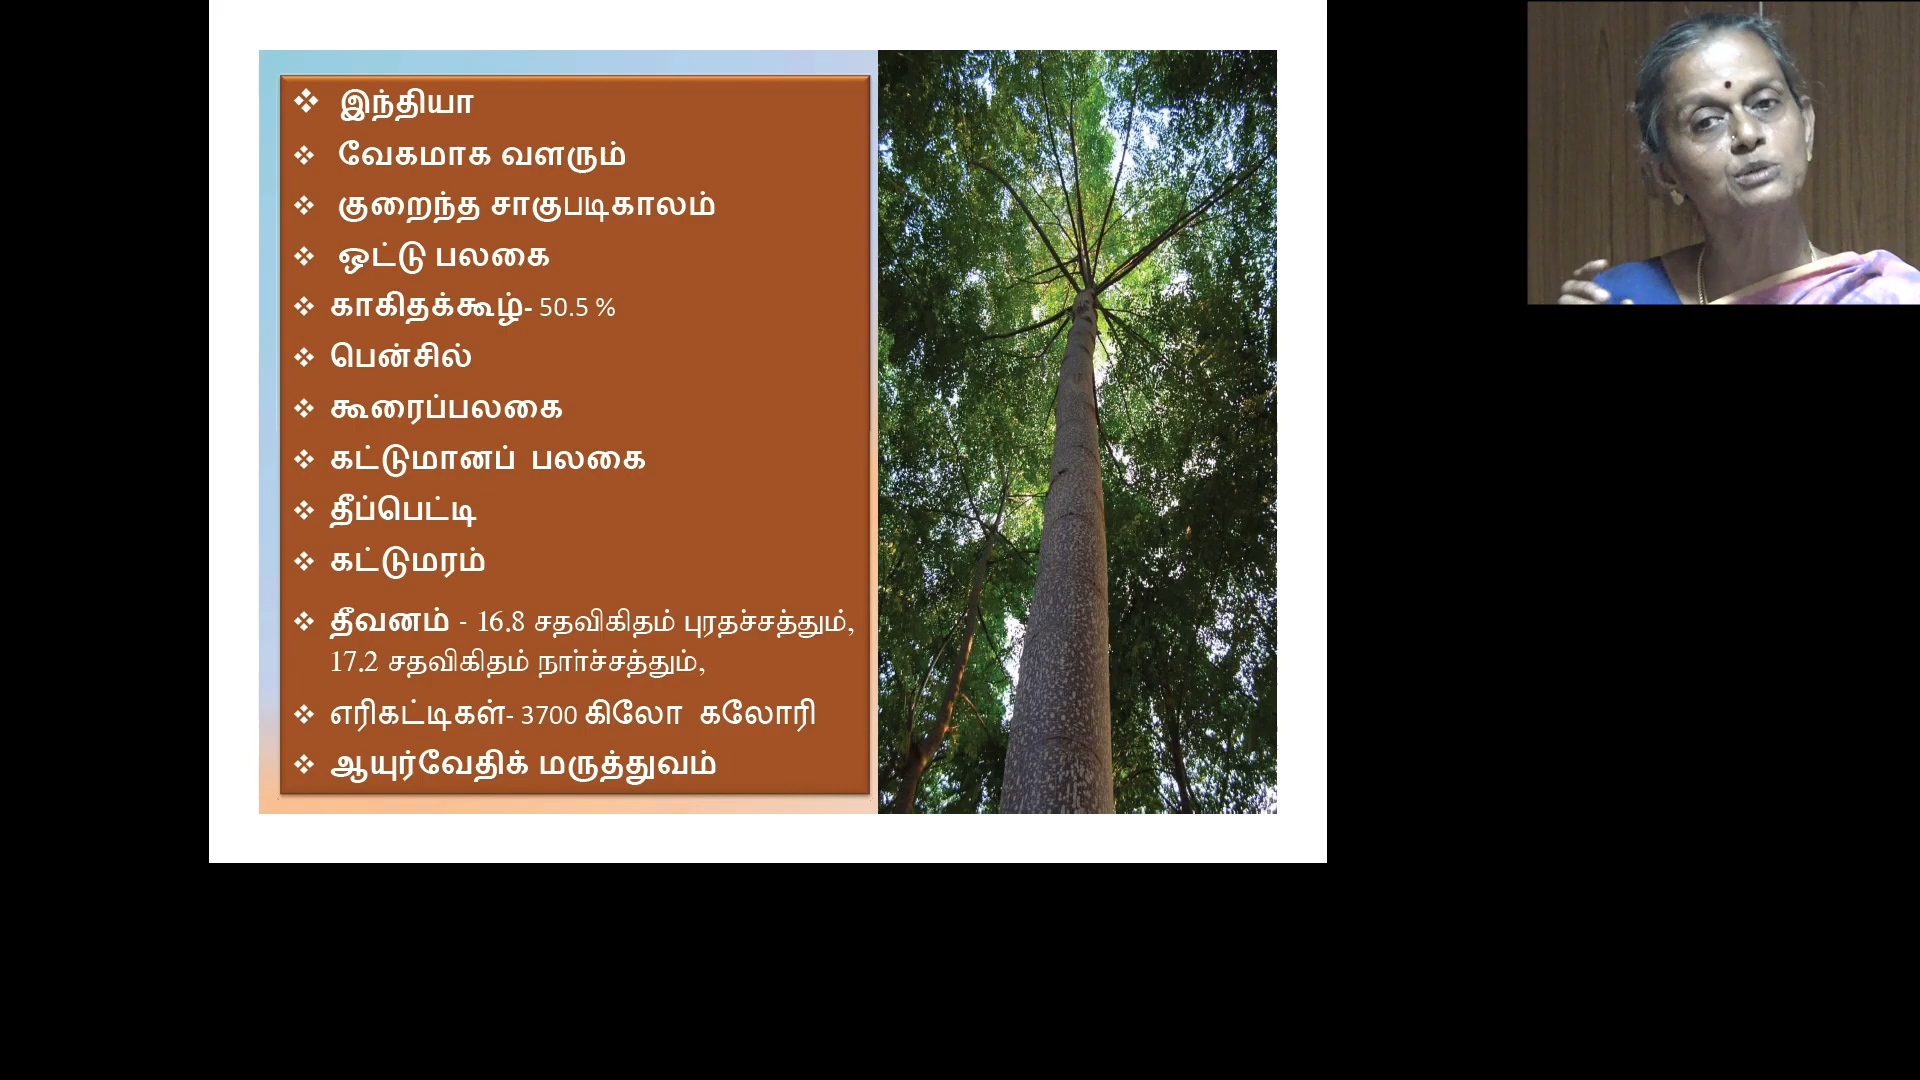 ❖ இந்தியா
❖ வேகமாக வளரும்
❖ குறைந்த சாகுபடிகாலம்
❖ ஒட்டு பலகை
❖ காகிதக்கூழ்- 50.5 %
❖ பென்சில்
❖ கூரைப்பலகை
❖ கட்டுமானப் பலகை
❖ தீப்பெட்டி
❖ கட்டுமரம்
❖ தீவனம் - 16.8 சதவிகிதம் புரதச்சத்தும்,
17.2 சதவிகிதம் நார்ச்சத்தும்,
❖ எரிகட்டிகள்- 3700 கிலோ கலோரி
❖ ஆயுர்வேதிக் மருத்துவம்